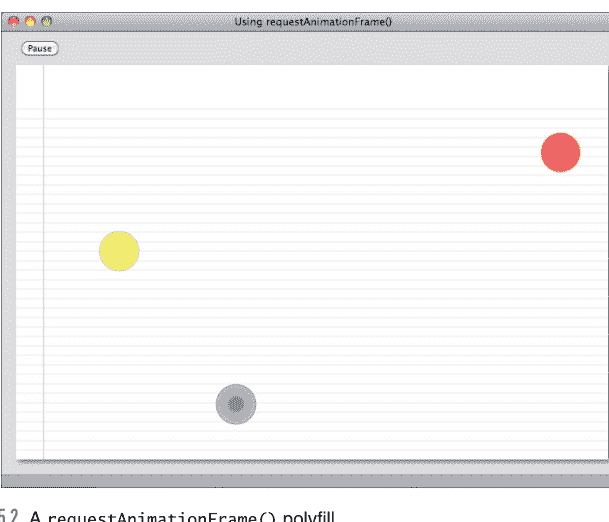 Using requestAnimationFrame()
Pause
5.2 A requestAnimationFrame() polyfill